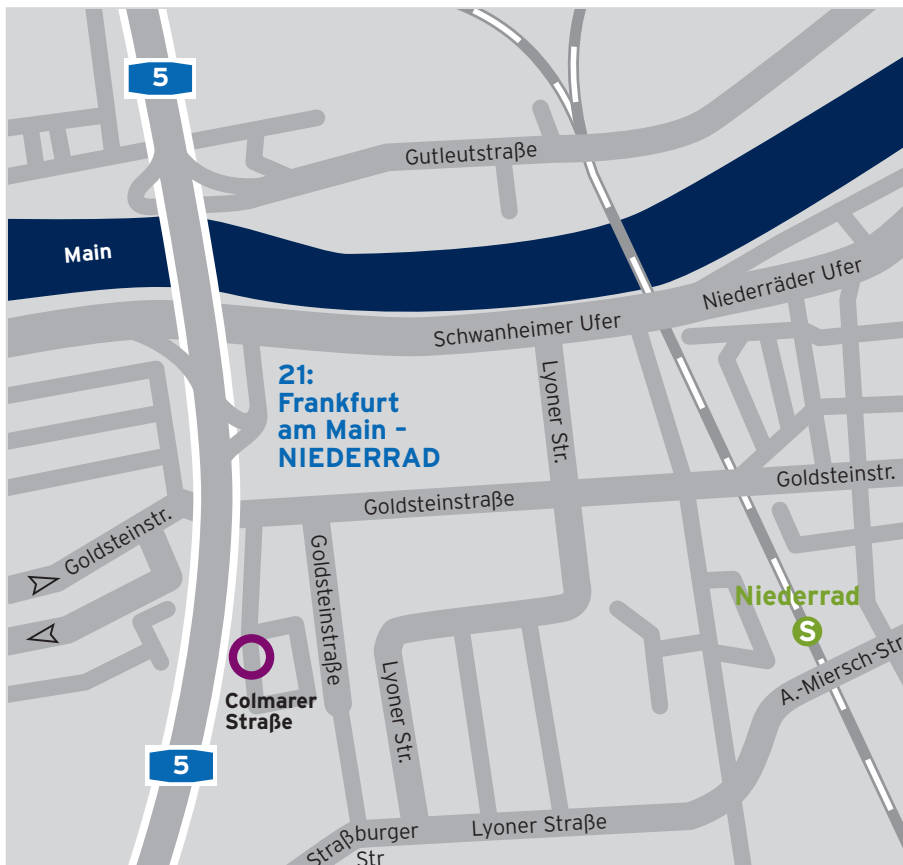 5
Gutleutstraße
Main
Niederräder Ufer
Schwanheimer Ufer
21:
Frankfurt
am Main –
NIEDERRAD
Lyoner Str.
Goldsteinstr.
Goldsteinstraße
Goldsteinstr.
Goldsteinstraße
Niederrad
S
Lyoner Str.
A.-Miersch-Str
Colmarer
Straße
5
Lyoner Straße
Straßburger
Str